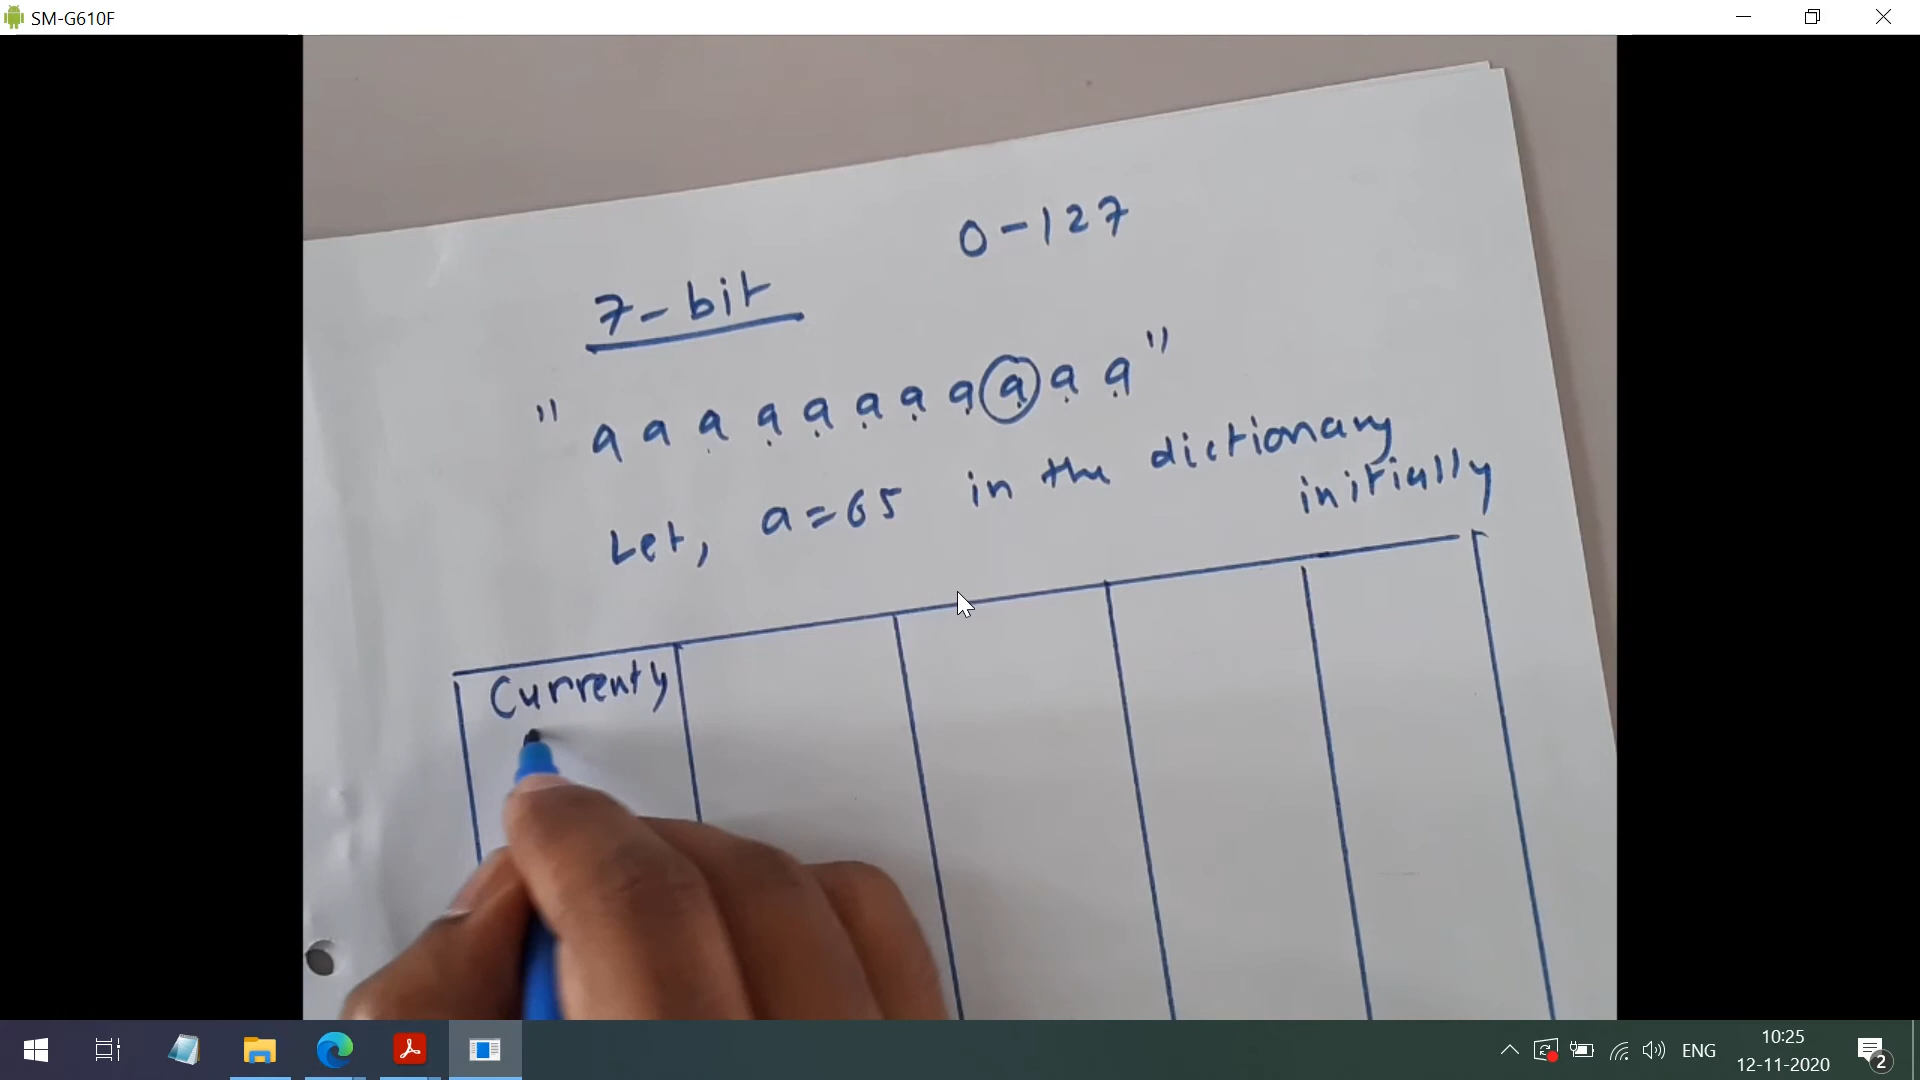 SM-G610F
0-127
7-bit
" a a a a a a a a a a a "
Let, a=65 in the dictionary
initially
Currenty
ENG
10:25
12-11-2020
2